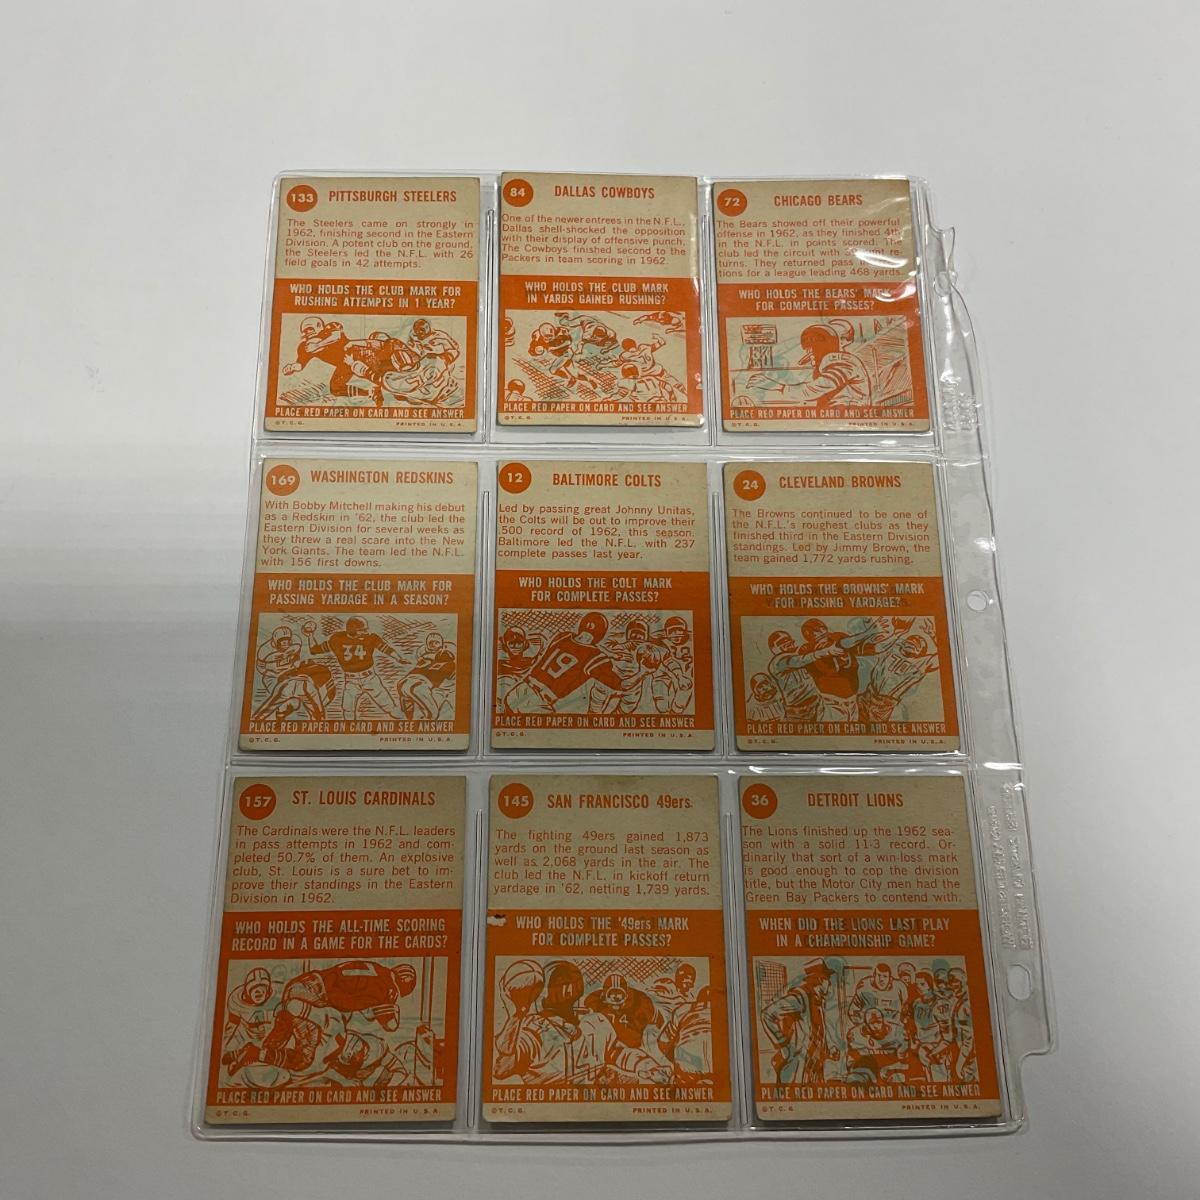 133 PITTSBURGH STEELERS
The Steelers came on strongly in
1962, finishing second in the Eastern
Division. A potent club on the ground,
the Steelers led the N.F.L. with 26
field goals in 42 attempts.
WHO HOLDS THE CLUB MARK FOR
RUSHING ATTEMPTS IN 1 YEAR?
PLACE RED PAPER ON CARD AND SEE ANSWER
©T.C.G. PRINTED IN U.S.A.
84 DALLAS COWBOYS
One of the newer entrees in the N.F.L.,
Dallas shell-shocked the opposition
with their display of offensive punch.
The Cowboys finished second to the
Packers in team scoring in 1962.
WHO HOLDS THE CLUB MARK
IN YARDS GAINED RUSHING?
PLACE RED PAPER ON CARD AND SEE ANSWER
©T.C.G. PRINTED IN U.S.A.
72 CHICAGO BEARS
The Bears showed off their powerful
offense in 1962, as they finished 4th
in the N.F.L. in points scored. The
club led the circuit with re-
turns. They returned pass
tions for a league leading 468 yards.
WHO HOLDS THE BEARS' MARK
FOR COMPLETE PASSES?
PLACE RED PAPER ON CARD AND SEE ANSWER
©T.C.G. PRINTED IN U.S.A.
169 WASHINGTON REDSKINS
With Bobby Mitchell making his debut
as a Redskin in '62, the club led the
Eastern Division for several weeks as
they threw a real scare into the New
York Giants. The team led the N.F.L.
with 156 first downs.
WHO HOLDS THE CLUB MARK FOR
PASSING YARDAGE IN A SEASON?
34
PLACE RED PAPER ON CARD AND SEE ANSWER
©T.C.G. PRINTED IN U.S.A.
12 BALTIMORE COLTS
Led by passing great Johnny Unitas,
the Colts will be out to improve their
.500 record of 1962, this season.
Baltimore led the N.F.L. with 237
complete passes last year.
WHO HOLDS THE COLT MARK
FOR COMPLETE PASSES?
19
19
PLACE RED PAPER ON CARD AND SEE ANSWER
©T.C.G. PRINTED IN U.S.A.
24 CLEVELAND BROWNS
The Browns continued to be one of
the N.F.L.'s roughest clubs as they
finished third in the Eastern Division
standings. Led by Jimmy Brown, the
team gained 1,772 yards rushing.
WHO HOLDS THE BROWNS' MARK
FOR PASSING YARDAGE?
PLACE RED PAPER ON CARD AND SEE ANSWER
©T.C.G. PRINTED IN U.S.A.
157 ST. LOUIS CARDINALS
The Cardinals were the N.F.L. leaders
in pass attempts in 1962 and com-
pleted 50.7% of them. An explosive
club, St. Louis is a sure bet to im-
prove their standings in the Eastern
Division in 1962.
WHO HOLDS THE ALL-TIME SCORING
RECORD IN A GAME FOR THE CARDS?
PLACE RED PAPER ON CARD AND SEE ANSWER
©T.C.G. PRINTED IN U.S.A.
145 SAN FRANCISCO 49ers
The fighting 49ers gained 1,873
yards on the ground last season as
well as 2,068 yards in the air. The
club led the N.F.L. in kickoff return
yardage in '62, netting 1,739 yards.
WHO HOLDS THE '49ers MARK
FOR COMPLETE PASSES?
14
74
14
PLACE RED PAPER ON CARD AND SEE ANSWER
©T.C.G. PRINTED IN U.S.A.
36 DETROIT LIONS
The Lions finished up the 1962 sea-
son with a solid 11-3 record. Or-
dinarily that sort of a win-loss mark
is good enough to cop the division
title, but the Motor City men had the
Green Bay Packers to contend with.
WHEN DID THE LIONS LAST PLAY
IN A CHAMPIONSHIP GAME?
PLACE RED PAPER ON CARD AND SEE ANSWER
©T.C.G. PRINTED IN U.S.A.